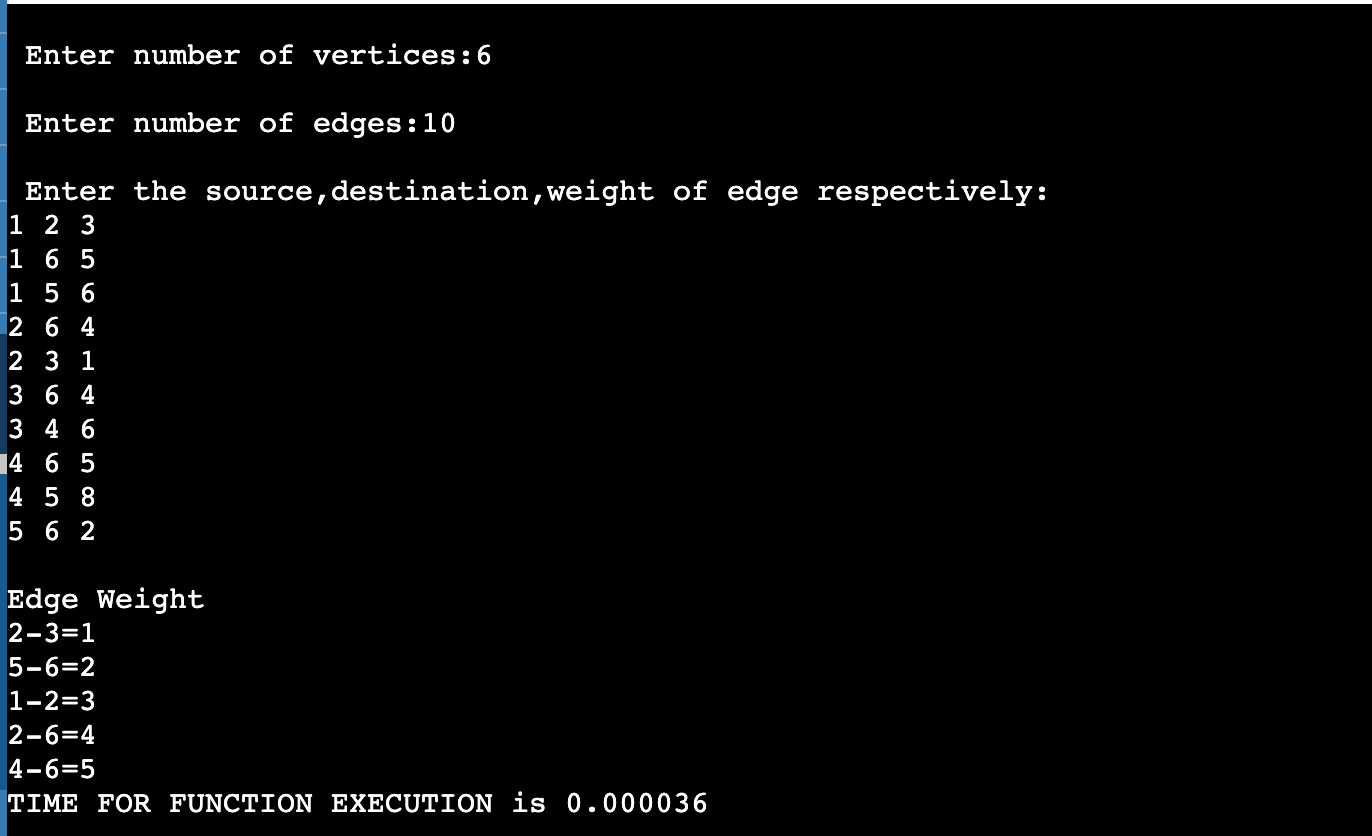 Enter number of vertices:6
Enter number of edges:10
Enter the source,destination,weight of edge respectively:
1 2 3
1 6 5
1 5 6
2 6 4
2 3 1
3 6 4
3 4 6
4 6 5
4 5 8
5 6 2
Edge Weight
2-3=1
5-6=2
1-2=3
2-6=4
4-6=5
TIME FOR FUNCTION EXECUTION is 0.000036